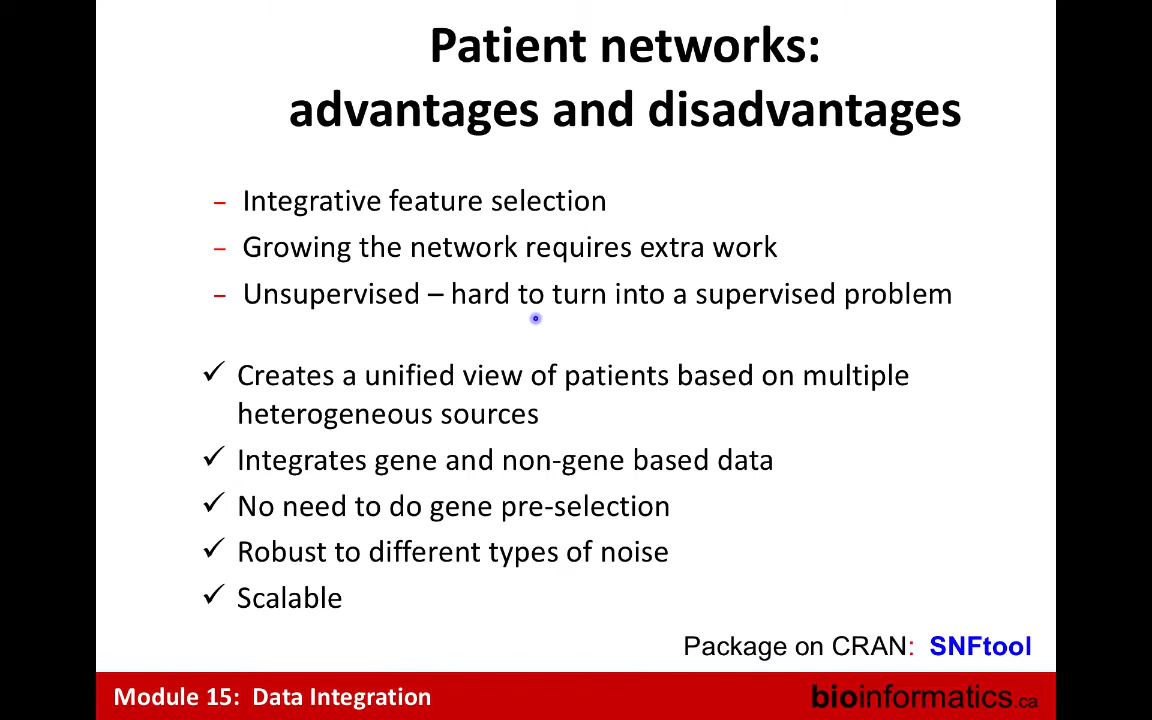 Patient networks:
advantages and disadvantages
– Integrative feature selection
– Growing the network requires extra work
– Unsupervised – hard to turn into a supervised problem
✓ Creates a unified view of patients based on multiple
heterogeneous sources
✓ Integrates gene and non-gene based data
✓ No need to do gene pre-selection
✓ Robust to different types of noise
✓ Scalable
Package on CRAN: SNFtool
Module 15: Data Integration
bioinformatics.ca